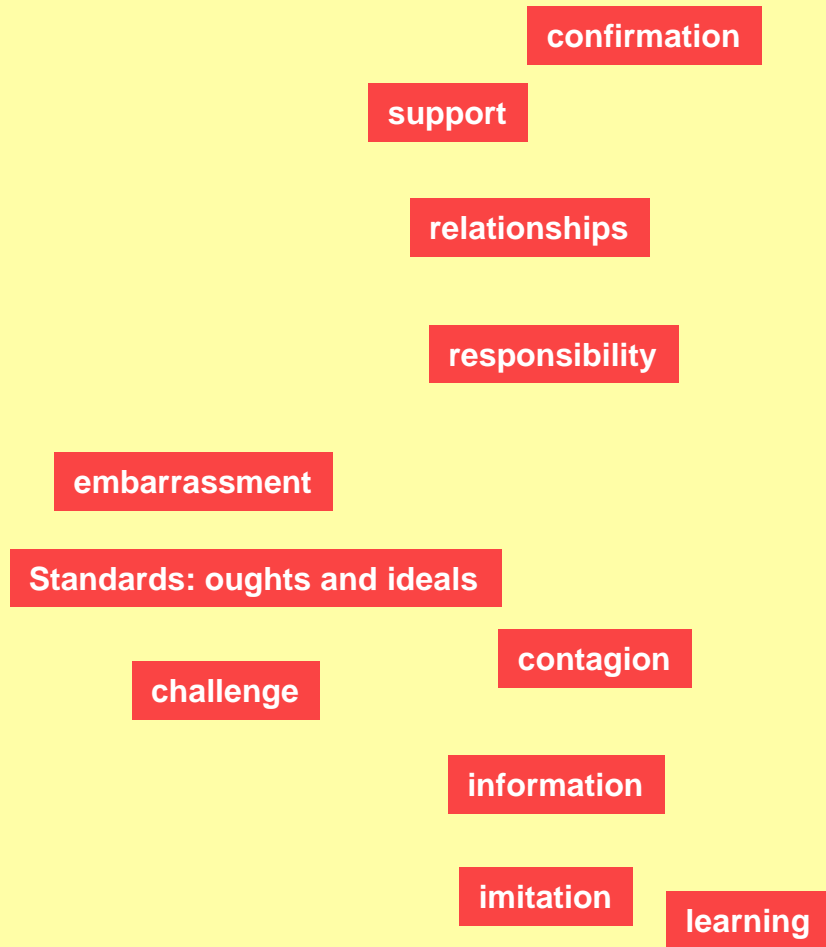 confirmation
support
relationships
responsibility
embarrassment
Standards: oughts and ideals
contagion
challenge
information
imitation
learning